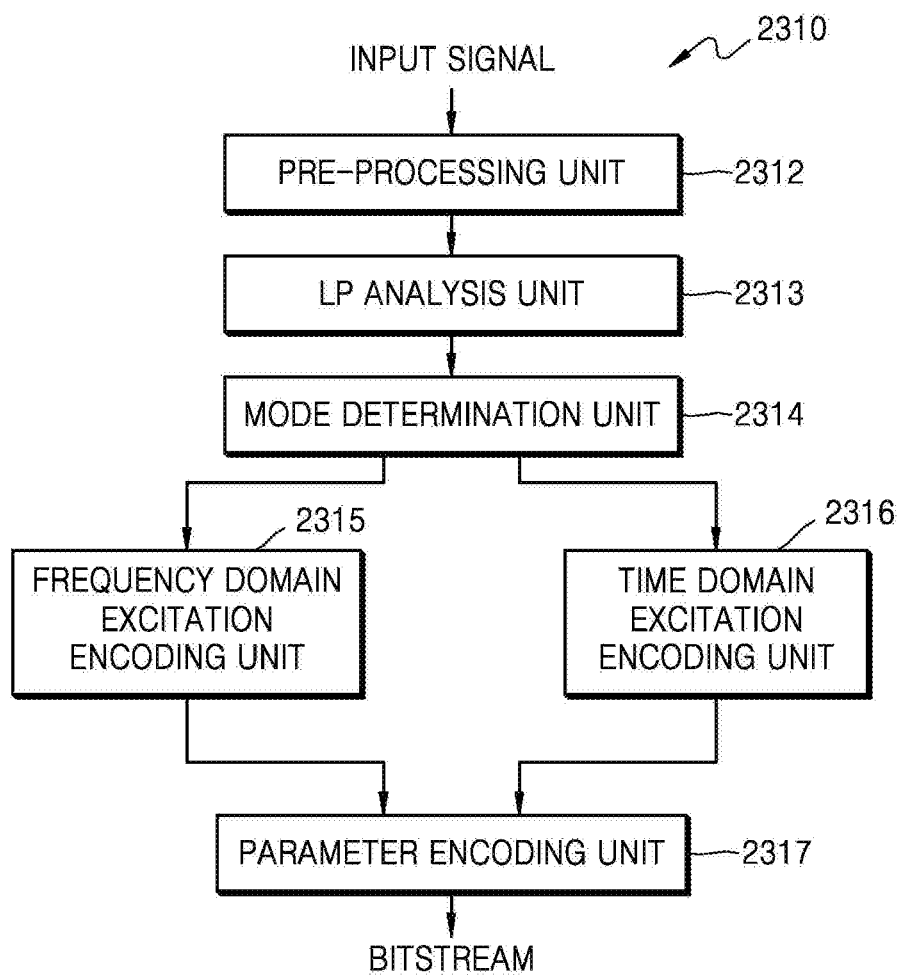 2310
INPUT SIGNAL
PRE-PROCESSING UNIT
2312
LP ANALYSIS UNIT
2313
MODE DETERMINATION UNIT
2314
2315
2316
FREQUENCY DOMAIN
EXCITATION
ENCODING UNIT
TIME DOMAIN
EXCITATION
ENCODING UNIT
PARAMETER ENCODING UNIT
2317
BITSTREAM